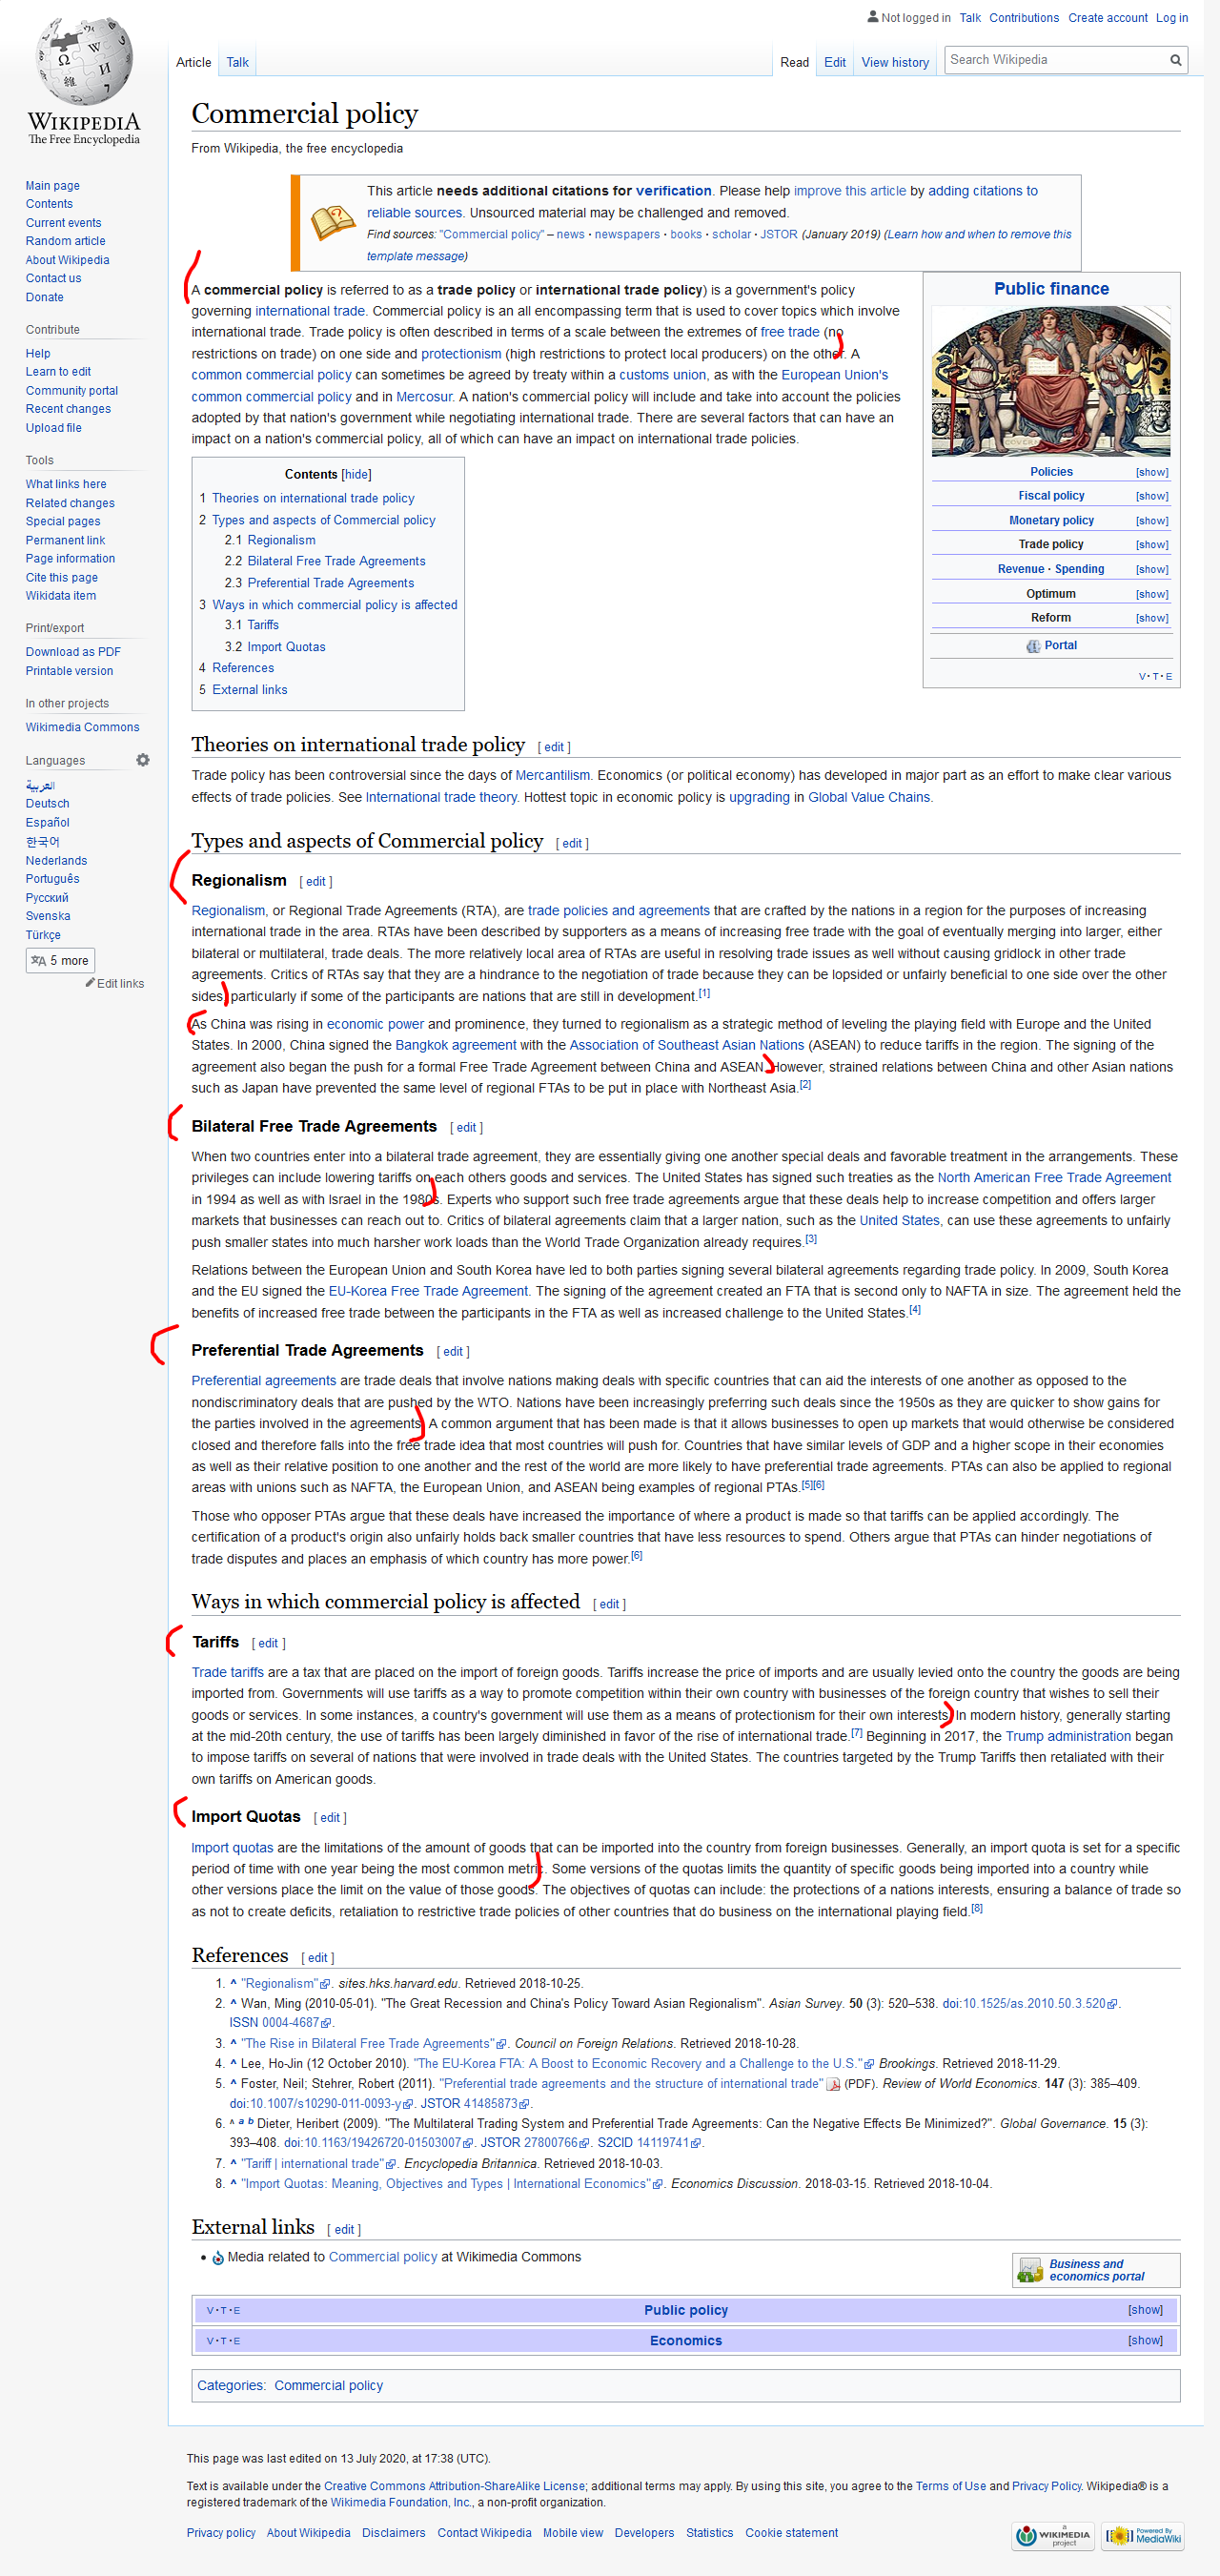 Not logged in Talk Contributions Create account Log in
Article Talk Read Edit View history Search Wikipedia
WIKIPEDIA
The Free Encyclopedia
Main page
Contents
Current events
Random article
About Wikipedia
Contact us
Donate
Contribute
Help
Learn to edit
Community portal
Recent changes
Upload file
Tools
What links here
Related changes
Special pages
Permanent link
Page information
Cite this page
Wikidata item
Print/export
Download as PDF
Printable version
In other projects
Wikimedia Commons
Languages
العربية
Deutsch
Español
한국어
Nederlands
Português
Русский
Svenska
Türkçe
5 more
Edit links
Commercial policy
From Wikipedia, the free encyclopedia
This article needs additional citations for verification. Please help improve this article by adding citations to
reliable sources. Unsourced material may be challenged and removed.
Find sources: "Commercial policy" – news · newspapers · books · scholar · JSTOR (January 2019) (Learn how and when to remove this
template message)
A commercial policy is referred to as a trade policy or international trade policy) is a government's policy
governing international trade. Commercial policy is an all encompassing term that is used to cover topics which involve
international trade. Trade policy is often described in terms of a scale between the extremes of free trade (no
restrictions on trade) on one side and protectionism (high restrictions to protect local producers) on the other. A
common commercial policy can sometimes be agreed by treaty within a customs union, as with the European Union's
common commercial policy and in Mercosur. A nation's commercial policy will include and take into account the policies
adopted by that nation's government while negotiating international trade. There are several factors that can have an
impact on a nation's commercial policy, all of which can have an impact on international trade policies.
Public finance
Policies [show]
Fiscal policy [show]
Monetary policy [show]
Trade policy [show]
Revenue · Spending [show]
Optimum [show]
Reform [show]
Portal
V · T · E
Contents [hide]
1 Theories on international trade policy
2 Types and aspects of Commercial policy
2.1 Regionalism
2.2 Bilateral Free Trade Agreements
2.3 Preferential Trade Agreements
3 Ways in which commercial policy is affected
3.1 Tariffs
3.2 Import Quotas
4 References
5 External links
Theories on international trade policy [ edit ]
Trade policy has been controversial since the days of Mercantilism. Economics (or political economy) has developed in major part as an effort to make clear various
effects of trade policies. See International trade theory. Hottest topic in economic policy is upgrading in Global Value Chains.
Types and aspects of Commercial policy [ edit ]
Regionalism [ edit ]
Regionalism, or Regional Trade Agreements (RTA), are trade policies and agreements that are crafted by the nations in a region for the purposes of increasing
international trade in the area. RTAs have been described by supporters as a means of increasing free trade with the goal of eventually merging into larger, either
bilateral or multilateral, trade deals. The more relatively local area of RTAs are useful in resolving trade issues as well without causing gridlock in other trade
agreements. Critics of RTAs say that they are a hindrance to the negotiation of trade because they can be lopsided or unfairly beneficial to one side over the other
sides, particularly if some of the participants are nations that are still in development.[1]
As China was rising in economic power and prominence, they turned to regionalism as a strategic method of leveling the playing field with Europe and the United
States. In 2000, China signed the Bangkok agreement with the Association of Southeast Asian Nations (ASEAN) to reduce tariffs in the region. The signing of the
agreement also began the push for a formal Free Trade Agreement between China and ASEAN. However, strained relations between China and other Asian nations
such as Japan have prevented the same level of regional FTAs to be put in place with Northeast Asia.[2]
Bilateral Free Trade Agreements [ edit ]
When two countries enter into a bilateral trade agreement, they are essentially giving one another special deals and favorable treatment in the arrangements. These
privileges can include lowering tariffs on each others goods and services. The United States has signed such treaties as the North American Free Trade Agreement
in 1994 as well as with Israel in the 1980s. Experts who support such free trade agreements argue that these deals help to increase competition and offers larger
markets that businesses can reach out to. Critics of bilateral agreements claim that a larger nation, such as the United States, can use these agreements to unfairly
push smaller states into much harsher work loads than the World Trade Organization already requires.[3]
Relations between the European Union and South Korea have led to both parties signing several bilateral agreements regarding trade policy. In 2009, South Korea
and the EU signed the EU-Korea Free Trade Agreement. The signing of the agreement created an FTA that is second only to NAFTA in size. The agreement held the
benefits of increased free trade between the participants in the FTA as well as increased challenge to the United States.[4]
Preferential Trade Agreements [ edit ]
Preferential agreements are trade deals that involve nations making deals with specific countries that can aid the interests of one another as opposed to the
nondiscriminatory deals that are pushed by the WTO. Nations have been increasingly preferring such deals since the 1950s as they are quicker to show gains for
the parties involved in the agreements. A common argument that has been made is that it allows businesses to open up markets that would otherwise be considered
closed and therefore falls into the free trade idea that most countries will push for. Countries that have similar levels of GDP and a higher scope in their economies
as well as their relative position to one another and the rest of the world are more likely to have preferential trade agreements. PTAs can also be applied to regional
areas with unions such as NAFTA, the European Union, and ASEAN being examples of regional PTAs.[5][6]
Those who opposer PTAs argue that these deals have increased the importance of where a product is made so that tariffs can be applied accordingly. The
certification of a product's origin also unfairly holds back smaller countries that have less resources to spend. Others argue that PTAs can hinder negotiations of
trade disputes and places an emphasis of which country has more power.[6]
Ways in which commercial policy is affected [ edit ]
Tariffs [ edit ]
Trade tariffs are a tax that are placed on the import of foreign goods. Tariffs increase the price of imports and are usually levied onto the country the goods are being
imported from. Governments will use tariffs as a way to promote competition within their own country with businesses of the foreign country that wishes to sell their
goods or services. In some instances, a country's government will use them as a means of protectionism for their own interests. In modern history, generally starting
at the mid-20th century, the use of tariffs has been largely diminished in favor of the rise of international trade.[7] Beginning in 2017, the Trump administration began
to impose tariffs on several of nations that were involved in trade deals with the United States. The countries targeted by the Trump Tariffs then retaliated with their
own tariffs on American goods.
Import Quotas [ edit ]
Import quotas are the limitations of the amount of goods that can be imported into the country from foreign businesses. Generally, an import quota is set for a specific
period of time with one year being the most common metric. Some versions of the quotas limits the quantity of specific goods being imported into a country while
other versions place the limit on the value of those goods. The objectives of quotas can include: the protections of a nations interests, ensuring a balance of trade so
as not to create deficits, retaliation to restrictive trade policies of other countries that do business on the international playing field.[8]
References [ edit ]
1. ^ "Regionalism". sites.hks.harvard.edu. Retrieved 2018-10-25.
2. ^ Wan, Ming (2010-05-01). "The Great Recession and China's Policy Toward Asian Regionalism". Asian Survey. 50 (3): 520–538. doi:10.1525/as.2010.50.3.520.
ISSN 0004-4687.
3. ^ "The Rise in Bilateral Free Trade Agreements". Council on Foreign Relations. Retrieved 2018-10-28.
4. ^ Lee, Ho-Jin (12 October 2010). "The EU-Korea FTA: A Boost to Economic Recovery and a Challenge to the U.S." Brookings. Retrieved 2018-11-29.
5. ^ Foster, Neil; Stehrer, Robert (2011). "Preferential trade agreements and the structure of international trade" (PDF). Review of World Economics. 147 (3): 385–409.
doi:10.1007/s10290-011-0093-y. JSTOR 41485873.
6. ^ a b Dieter, Heribert (2009). "The Multilateral Trading System and Preferential Trade Agreements: Can the Negative Effects Be Minimized?". Global Governance. 15 (3):
393–408. doi:10.1163/19426720-01503007. JSTOR 27800766. S2CID 14119741.
7. ^ "Tariff | international trade". Encyclopedia Britannica. Retrieved 2018-10-03.
8. ^ "Import Quotas: Meaning, Objectives and Types | International Economics". Economics Discussion. 2018-03-15. Retrieved 2018-10-04.
External links [ edit ]
• Media related to Commercial policy at Wikimedia Commons
Business and
economics portal
V · T · E Public policy [show]
V · T · E Economics [show]
Categories: Commercial policy
This page was last edited on 13 July 2020, at 17:38 (UTC).
Text is available under the Creative Commons Attribution-ShareAlike License; additional terms may apply. By using this site, you agree to the Terms of Use and Privacy Policy. Wikipedia® is a
registered trademark of the Wikimedia Foundation, Inc., a non-profit organization.
Privacy policy About Wikipedia Disclaimers Contact Wikipedia Mobile view Developers Statistics Cookie statement
a WIKIMEDIA project
Powered By MediaWiki